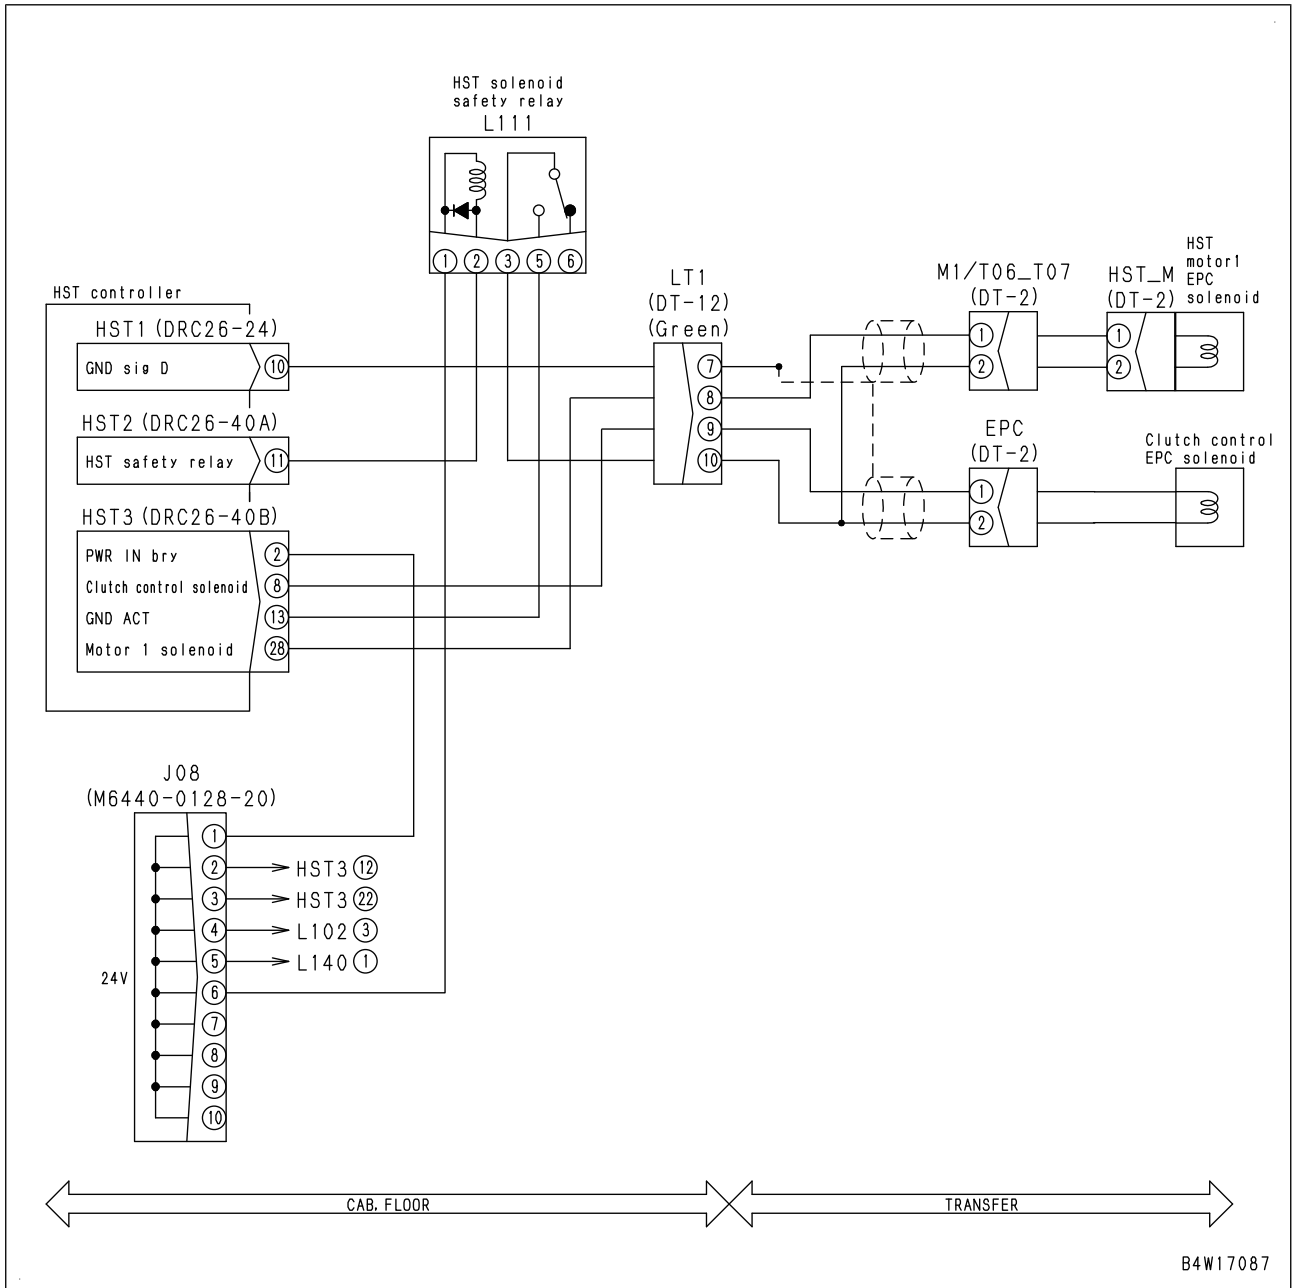 HST solenoid
safety relay
L111
1 2 3 5 6
HST controller
HST1 (DRC26-24)
GND sig D 10
HST2 (DRC26-40A)
HST safety relay 11
HST3 (DRC26-40B)
PWR IN bry 2
Clutch control solenoid 8
GND ACT 13
Motor 1 solenoid 28
LT1
(DT-12)
(Green)
7
8
9
10
M1/T06_T07
(DT-2)
1
2
HST_M
(DT-2)
1
2
HST
motor1
EPC
solenoid
EPC
(DT-2)
1
2
Clutch control
EPC solenoid
J08
(M6440-0128-20)
24V
1
2 HST3 12
3 HST3 22
4 L102 3
5 L140 1
6
7
8
9
10
CAB. FLOOR
TRANSFER
B4W17087